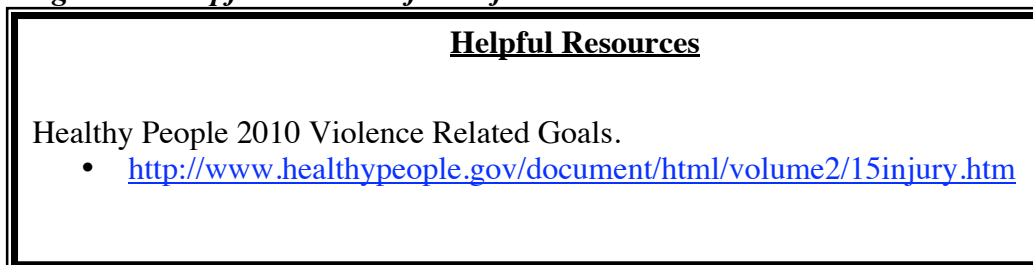 Helpful Resources
Healthy People 2010 Violence Related Goals.
• http://www.healthypeople.gov/document/html/volume2/15injury.htm